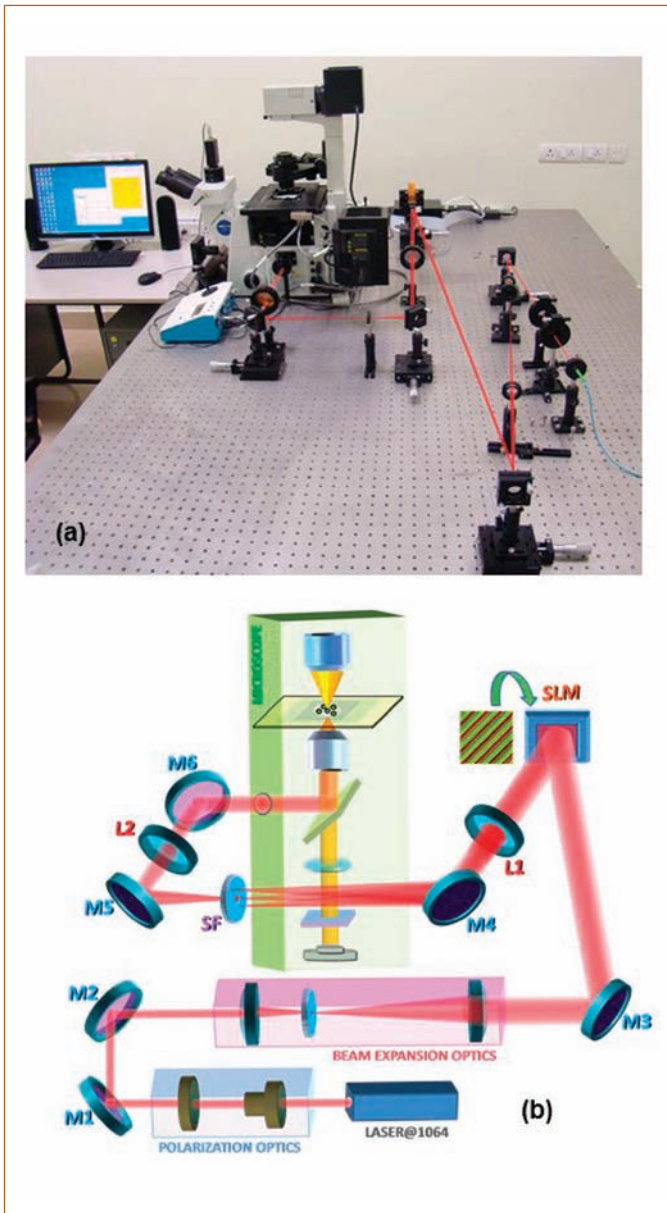 (a)
MICROSCOPE
SLM
M6
L2
L1
M5
SF
M4
M2
M3
BEAM EXPANSION OPTICS
M1
(b)
POLARIZATION OPTICS
LASER@1064